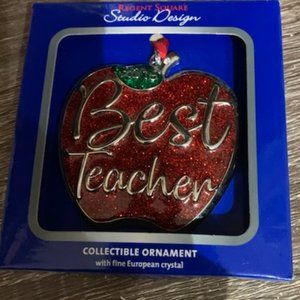 REGENT SQUARE
Studio Design
Best
Teacher
COLLECTIBLE ORNAMENT
with fine European crystal